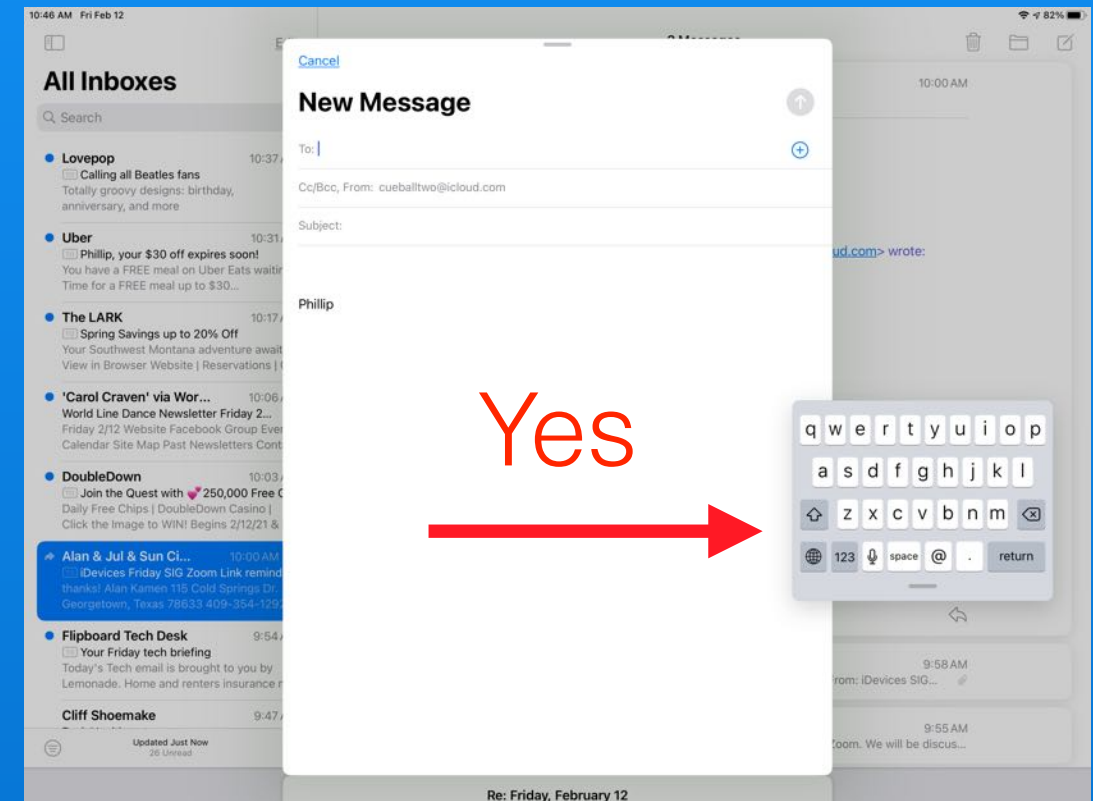 10:46 AM Fri Feb 12
82%
All Inboxes
Search
Lovepop 10:37
Calling all Beatles fans
Totally groovy designs: birthday,
anniversary, and more
Uber 10:31
Phillip, your $30 off expires soon!
You have a FREE meal on Uber Eats
Time for a FREE meal up to $30...
The LARK 10:17
Spring Savings up to 20% Off
Your Southwest Montana adventure
View in Browser Website | Reservations |
'Carol Craven' via Wor... 10:06
World Line Dance Newsletter Friday 2...
Friday 2/12 Website Facebook Group
Calendar Site Map Past Newsletters
DoubleDown 10:03
Join the Quest with 💕250,000 Free
Daily Free Chips | DoubleDown Casino |
Click the Image to WIN! Begins 2/12/21 &
Alan & Jul & Sun Ci... 10:00 AM
iDevices Friday SIG Zoom Link
thanks! Alan Kamen 115 Cold Springs Dr.
Georgetown, Texas 78633
Flipboard Tech Desk 9:54
Your Friday tech briefing
Today's Tech email is brought to you by
Lemonade. Home and renters insurance
Cliff Shoemake 9:47
Updated Just Now
26 Unread
Cancel
New Message
To:
Cc/Bcc, From: cueballtwo@icloud.com
Subject:
Phillip
Yes
10:00 AM
ud.com> wrote:
q w e r t y u i o p
a s d f g h j k l
z x c v b n m
123 space @ . return
9:58 AM
rom: iDevices SIG...
9:55 AM
Zoom. We will be discus...
Re: Friday, February 12